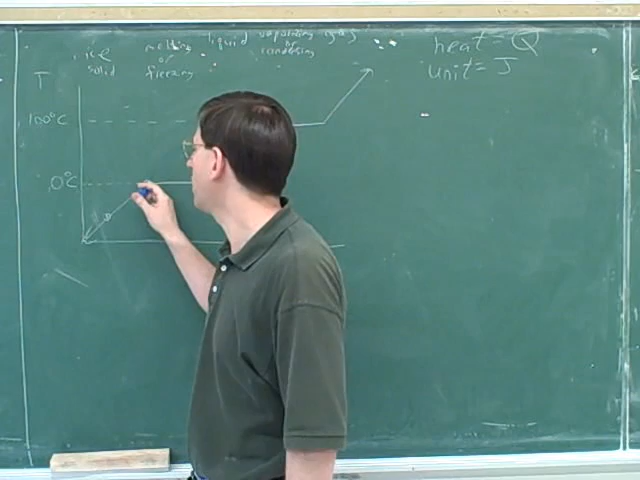 ice
solid
melting
or
freezing
liquid
vaporizing
or
condensing
gas
heat = Q
unit = J
T
100°C
0°C